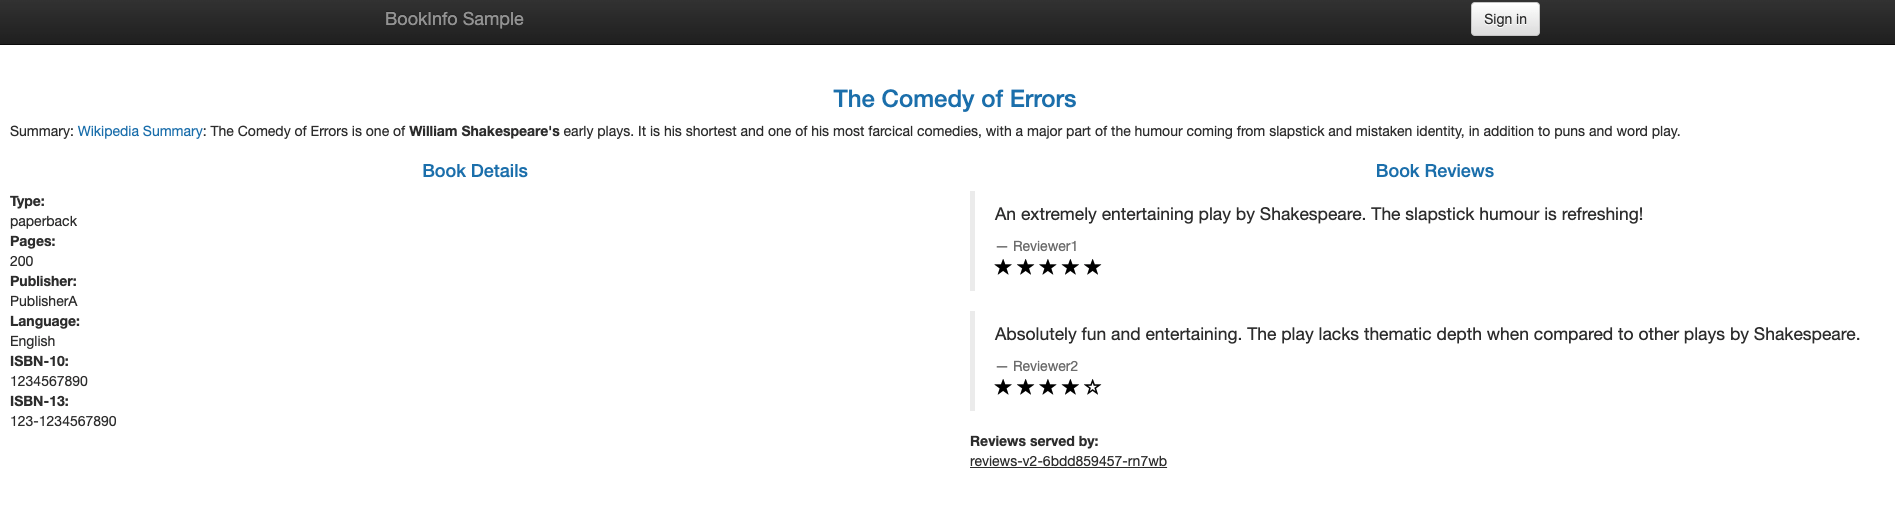 BookInfo Sample
Sign in
The Comedy of Errors
Summary: Wikipedia Summary: The Comedy of Errors is one of William Shakespeare's early plays. It is his shortest and one of his most farcical comedies, with a major part of the humour coming from slapstick and mistaken identity, in addition to puns and word play.
Book Details
Type:
paperback
Pages:
200
Publisher:
PublisherA
Language:
English
ISBN-10:
1234567890
ISBN-13:
123-1234567890
Book Reviews
An extremely entertaining play by Shakespeare. The slapstick humour is refreshing!
— Reviewer1
★★★★★
Absolutely fun and entertaining. The play lacks thematic depth when compared to other plays by Shakespeare.
— Reviewer2
★★★★☆
Reviews served by:
reviews-v2-6bdd859457-rn7wb